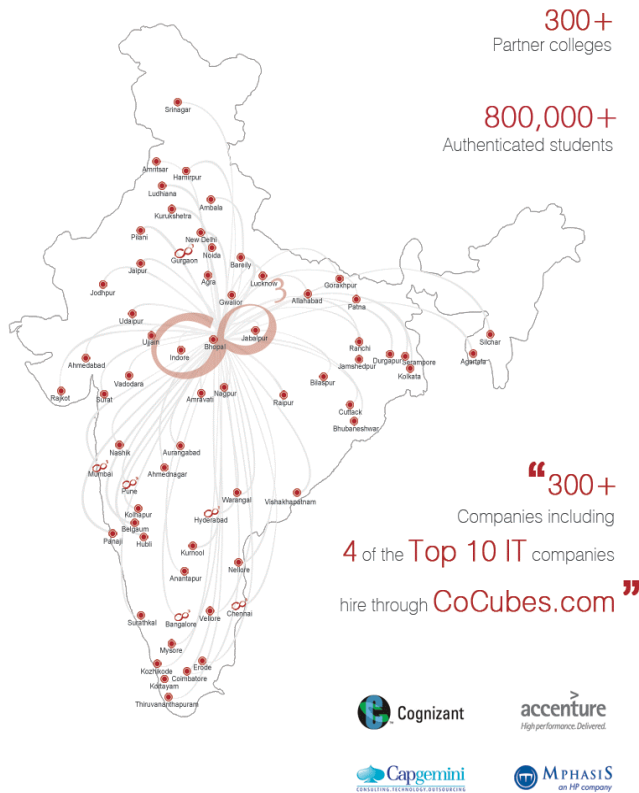 300+
Partner colleges
800,000+
Authenticated students
Srinagar
Amritsar
Hamirpur
Ludhiana
Ambala
Kurukshetra
Pilani
New Delhi
Noida
Gurgaon
Bareily
Jaipur
Agra
Lucknow
Gorakhpur
Jodhpur
Gwalior
3
Allahabad
Patna
Udaipur
Ujjain
Bhopal
Jabalpur
Ranchi
Silchar
Indore
Ahmedabad
Jamshedpur
Durgapur
Serampore
Agartala
Kolkata
Vadodara
Bilaspur
Rajkot
Surat
Amravati
Nagpur
Raipur
Cuttack
Bhubaneshwar
Nashik
Aurangabad
Mumbai
Ahmednagar
Pune
Warangal
Vishakhapatnam
Kolhapur
Hyderabad
Belgaum
Panaji
Hubli
Kurnool
Anantapur
Nellore
Surathkal
Bangalore
Vellore
Chennai
Mysore
Kozhikode
Erode
Coimbatore
Kottayam
Thiruvananthapuram
“300+
Companies including
4 of the Top 10 IT companies
hire through CoCubes.com”
Cognizant
accenture
High performance. Delivered.
Capgemini
CONSULTING.TECHNOLOGY.OUTSOURCING
MPHASIS
an HP company